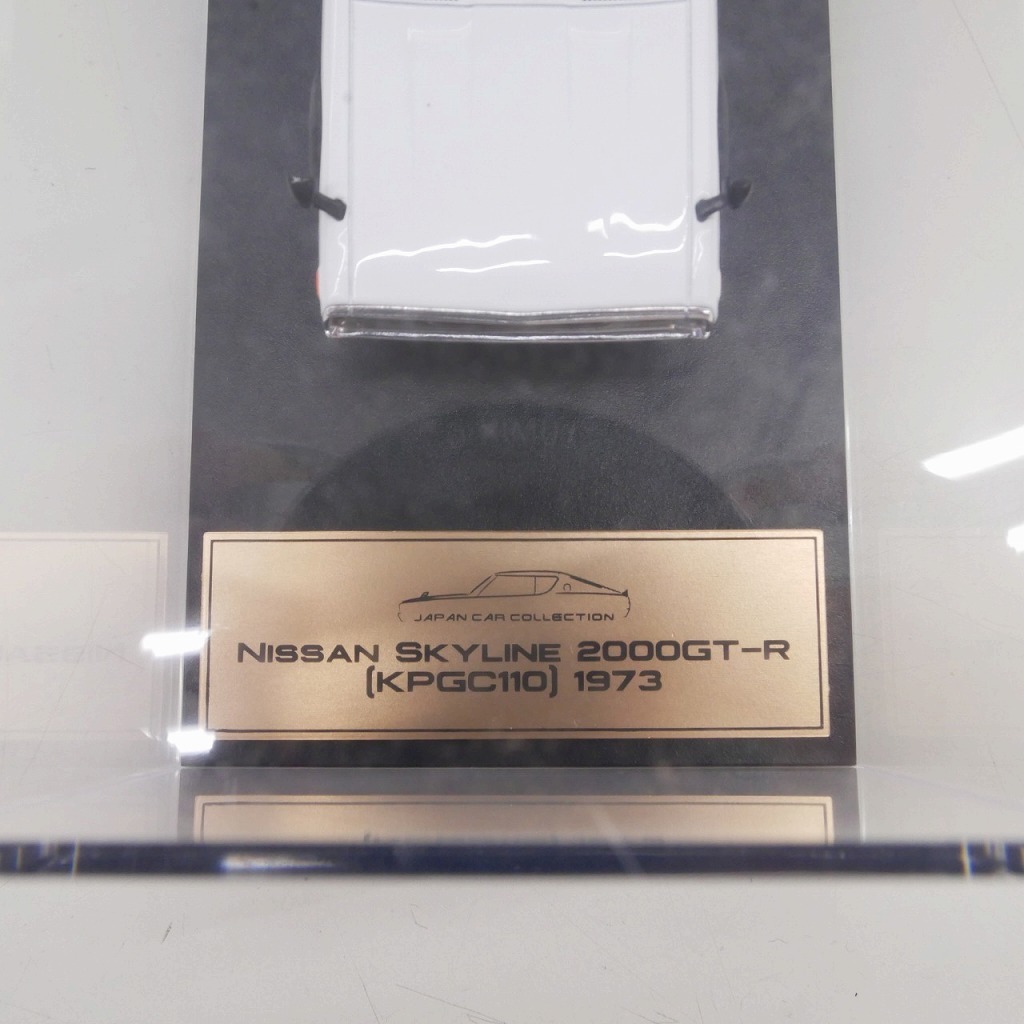 JAPAN CAR COLLECTION
NISSAN SKYLINE 2000GT-R
(KPGC110) 1973